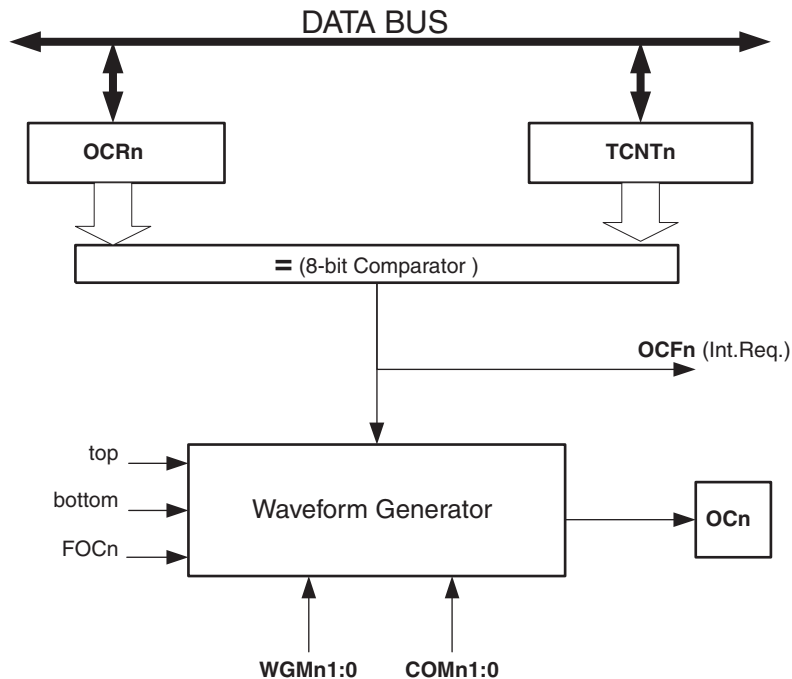 DATA BUS
OCRn
TCNTn
= (8-bit Comparator )
OCFn (Int.Req.)
top
bottom
FOCn
Waveform Generator
OCn
WGMn1:0
COMn1:0